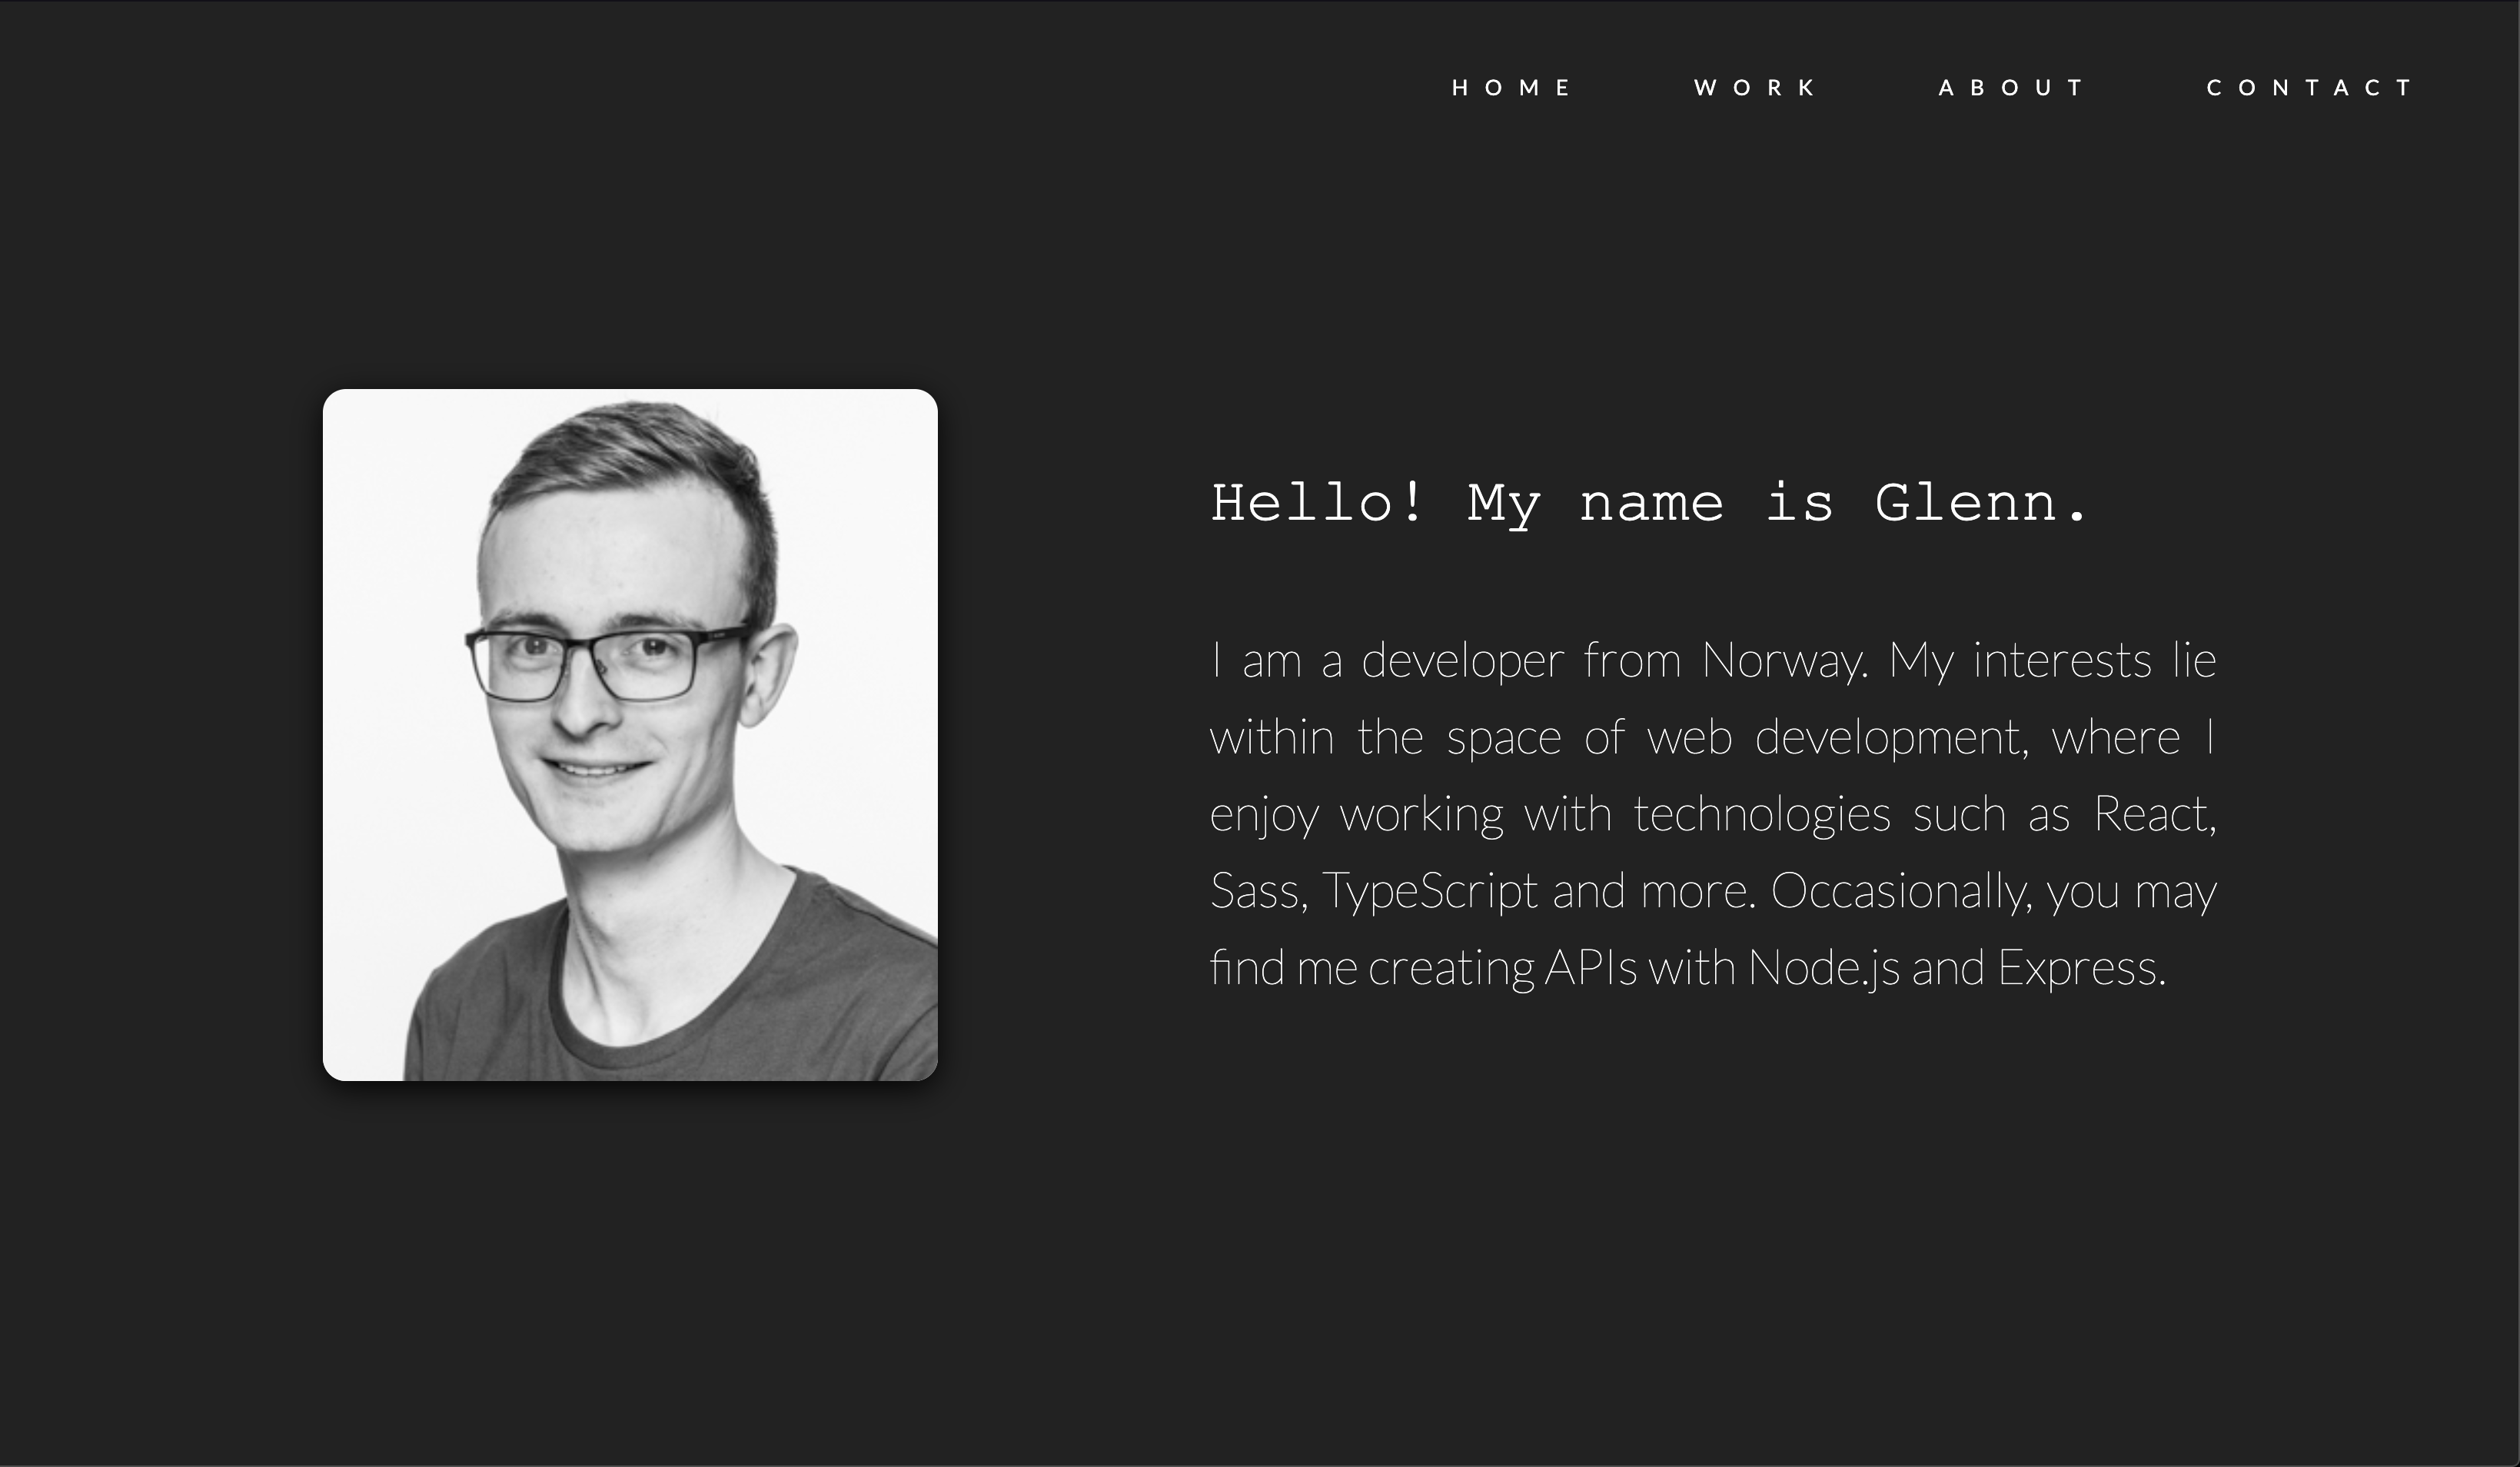 HOME WORK ABOUT CONTACT
Hello! My name is Glenn.
I am a developer from Norway. My interests lie
within the space of web development, where I
enjoy working with technologies such as React,
Sass, TypeScript and more. Occasionally, you may
find me creating APIs with Node.js and Express.